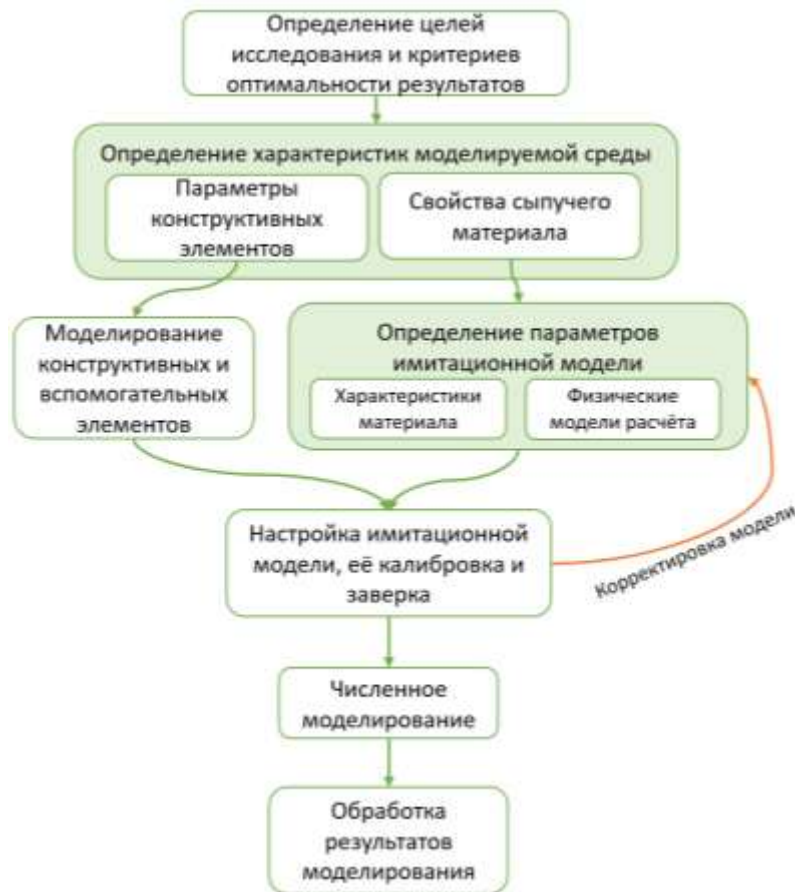 Определение целей
исследования и критериев
оптимальности результатов
Определение характеристик моделируемой среды
Параметры
конструктивных
элементов
Свойства сыпучего
материала
Моделирование
конструктивных и
вспомогательных
элементов
Определение параметров
имитационной модели
Характеристики
материала
Физические
модели расчёта
Настройка имитационной
модели, её калибровка и
заверка
Корректировка модели
Численное
моделирование
Обработка
результатов
моделирования